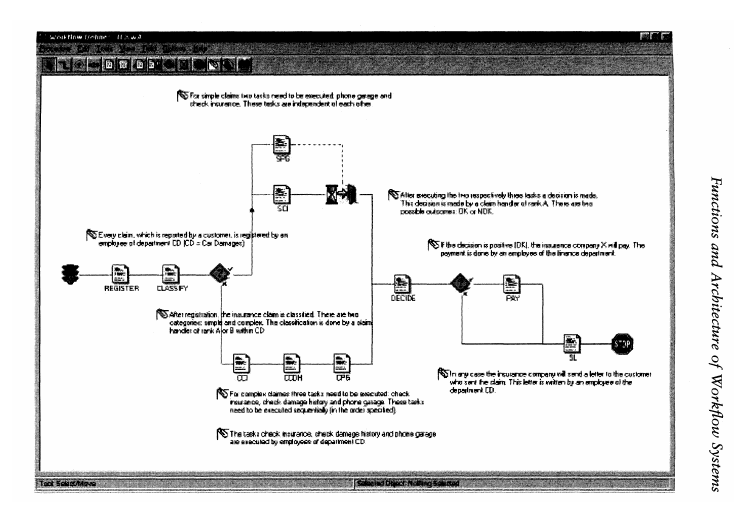 For simple claims two tasks need to be executed: phone garage and
check insurance. These tasks are independent of each other
SPG
SCI
After executing the two respectively three tasks a decision is made.
This decision is made by a claim handler of rank A. There are two
possible outcomes: OK or NOK.
Every claim, which is reported by a customer, is registered by an
employee of department CD (CD = Car Damages)
If the decision is positive (OK), the insurance company X will pay. The
payment is done by an employee of the finance department.
REGISTER
CLASSIFY
DECIDE
PAY
After registration, the insurance claim is classified. There are two
categories: simple and complex. The classification is done by a claim
handler of rank A or B within CD
SL
STOP
CCI
CCDH
CPG
In any case the insurance company will send a letter to the customer
who sent the claim. This letter is written by an employee of the
department CD.
For complex claims three tasks need to be executed: check
insurance, check damage history and phone garage. These tasks
need to be executed sequentially (in the order specified)
The tasks check insurance, check damage history and phone garage
are executed by employees of department CD
Tool: Select/Move
Selected Object: Nothing Selected
Functions and Architecture of Workflow Systems